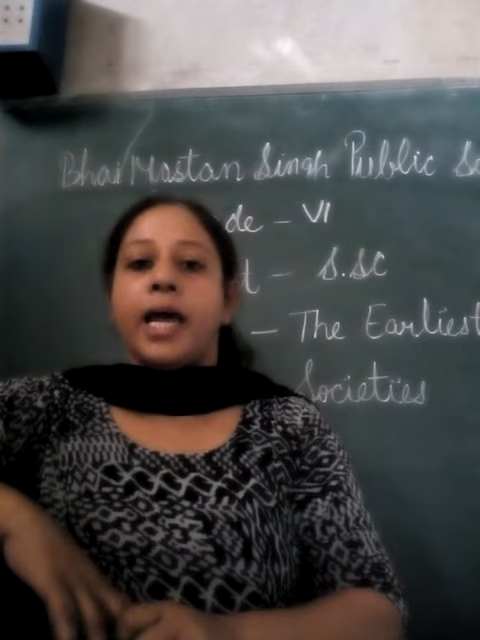 Bhai Mastan Singh Public Sc
de - VI
t - S.SC
- The Earliest
Societies